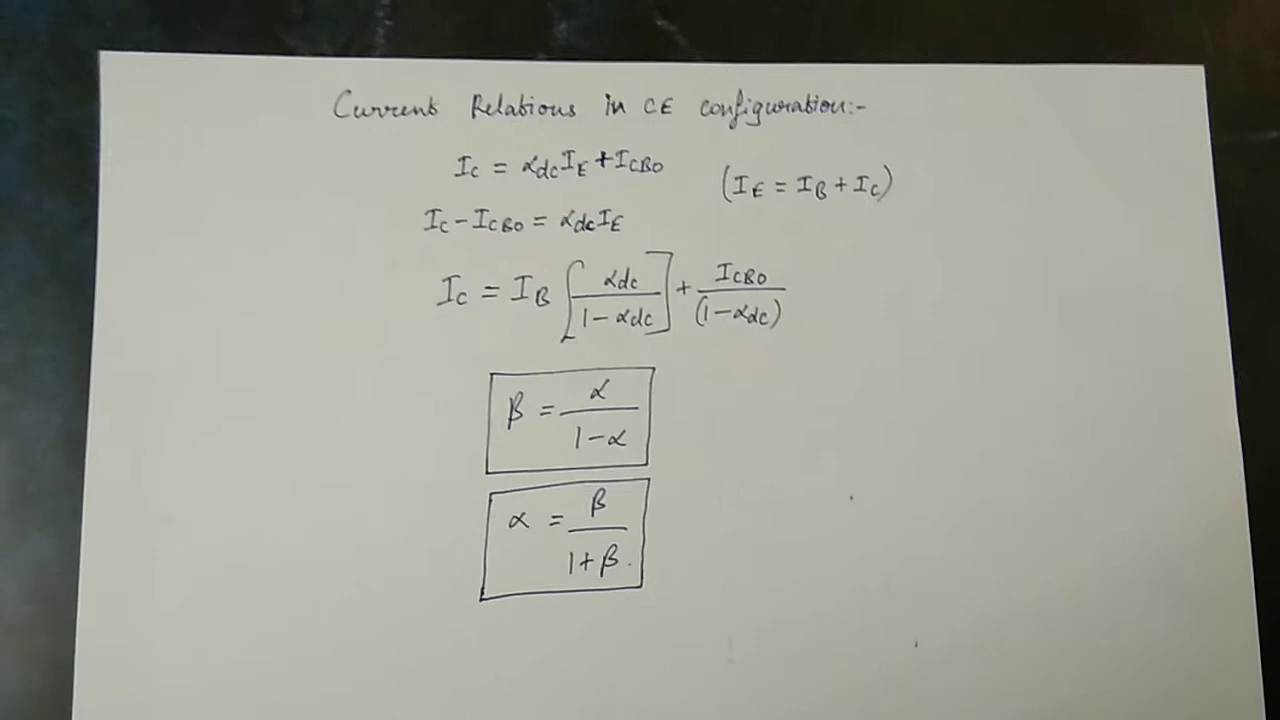 Current Relations in CE configuration:-
Ic = αdc IE + ICBO (IE = IB + Ic)
Ic - ICBO = αdc IE
Ic = IB [αdc / 1 - αdc] + ICBO / (1 - αdc)
β = α / 1 - α
α = β / 1 + β.